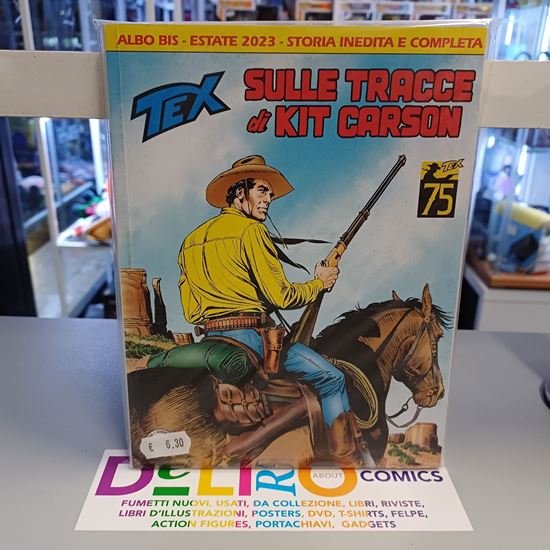 ALBO BIS - ESTATE 2023 - STORIA INEDITA E COMPLETA
TEX
SULLE TRACCE
di KIT CARSON
TEX
75
€ 6,30
DeLIRiO
ABOUT
COMICS
FUMETTI NUOVI, USATI, DA COLLEZIONE, LIBRI, RIVISTE,
LIBRI D'ILLUSTRAZIONI, POSTERS, DVD, T-SHIRTS, FELPE,
ACTION FIGURES, PORTACHIAVI, GADGETS